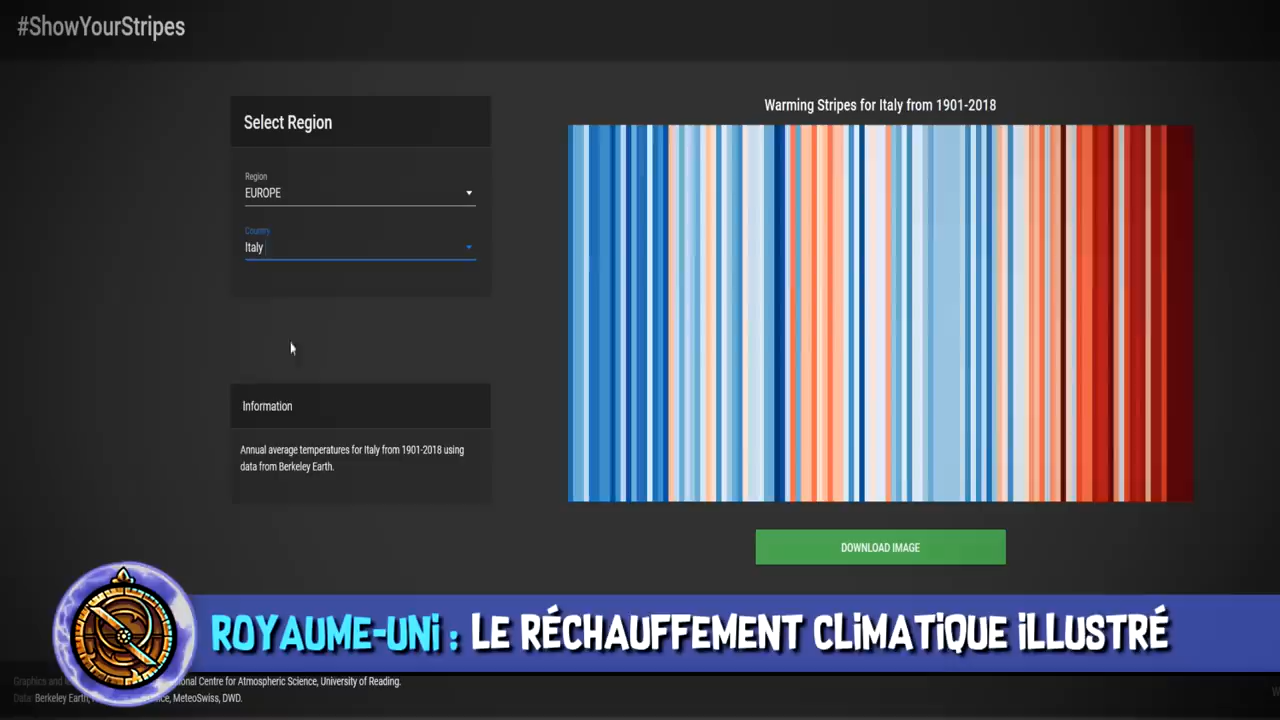 #ShowYourStripes
Select Region
Region
EUROPE
Country
Italy
Information
Annual average temperatures for Italy from 1901-2018 using
data from Berkeley Earth.
Warming Stripes for Italy from 1901-2018
DOWNLOAD IMAGE
ROYAUME-UNI : LE RÉCHAUFFEMENT CLIMATIQUE ILLUSTRÉ
Graphics and Centre for Atmospheric Science, University of Reading.
Data: Berkeley Earth, MeteoSwiss, DWD.